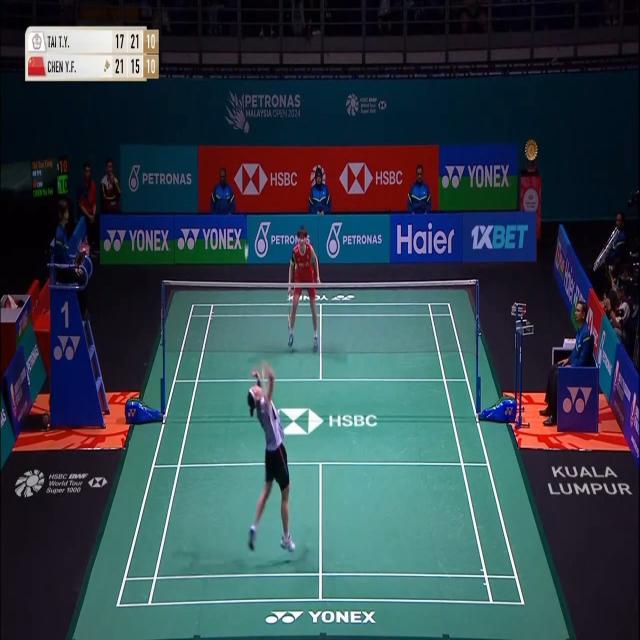 TAI T.Y. 17 21 10
CHEN Y.F. 21 15 10
PETRONAS
MALAYSIA OPEN 2024
PETRONAS
HSBC
HSBC
YONEX
YONEX
YONEX
PETRONAS
PETRONAS
Haier
1XBET
YONEX
1
HSBC
HSBC BWF
World Tour
Super 1000
KUALA
LUMPUR
YONEX